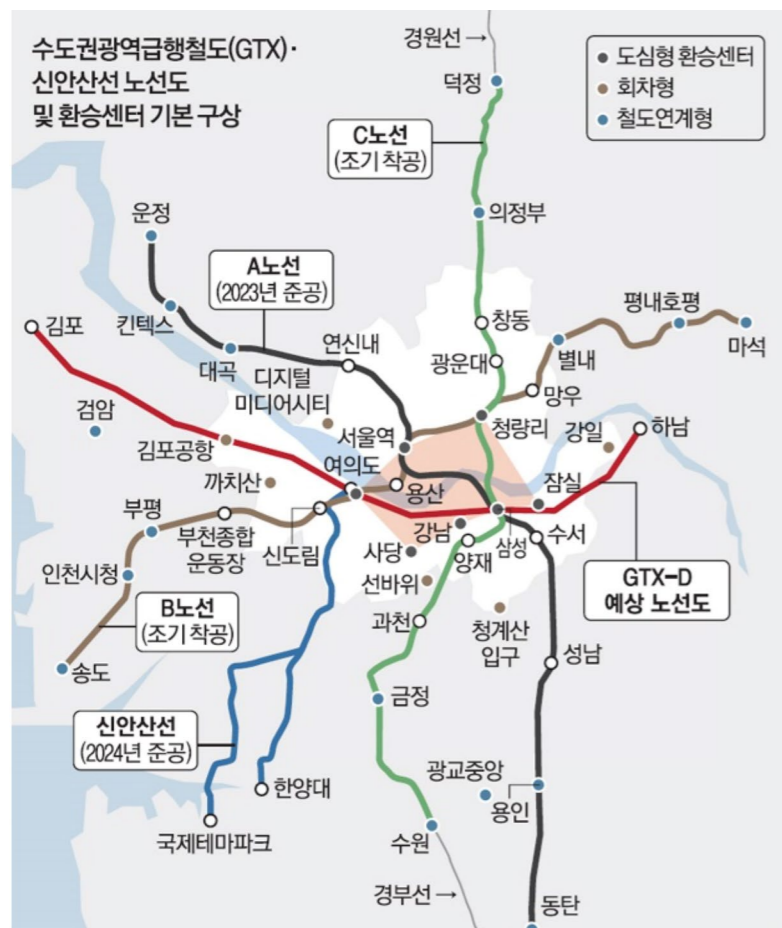 수도권광역급행철도(GTX)·
신안산선 노선도
및 환승센터 기본 구상
경원선→
도심형 환승센터
회차형
철도연계형
덕정
C노선
(조기 착공)
의정부
운정
A노선
(2023년 준공)
김포
킨텍스
대곡
연신내
창동
광운대
평내호평
별내
마석
망우
디지털
미디어시티
검암
김포공항
서울역
청량리
강일
하남
여의도
까치산
용산
잠실
부평
부천종합
운동장
신도림
강남
사당
양재
삼성
수서
선바위
인천시청
GTX-D
예상 노선도
B노선
(조기 착공)
과천
청계산
입구
송도
성남
금정
신안산선
(2024년 준공)
한양대
광교중앙
용인
국제테마파크
수원
경부선→
동탄